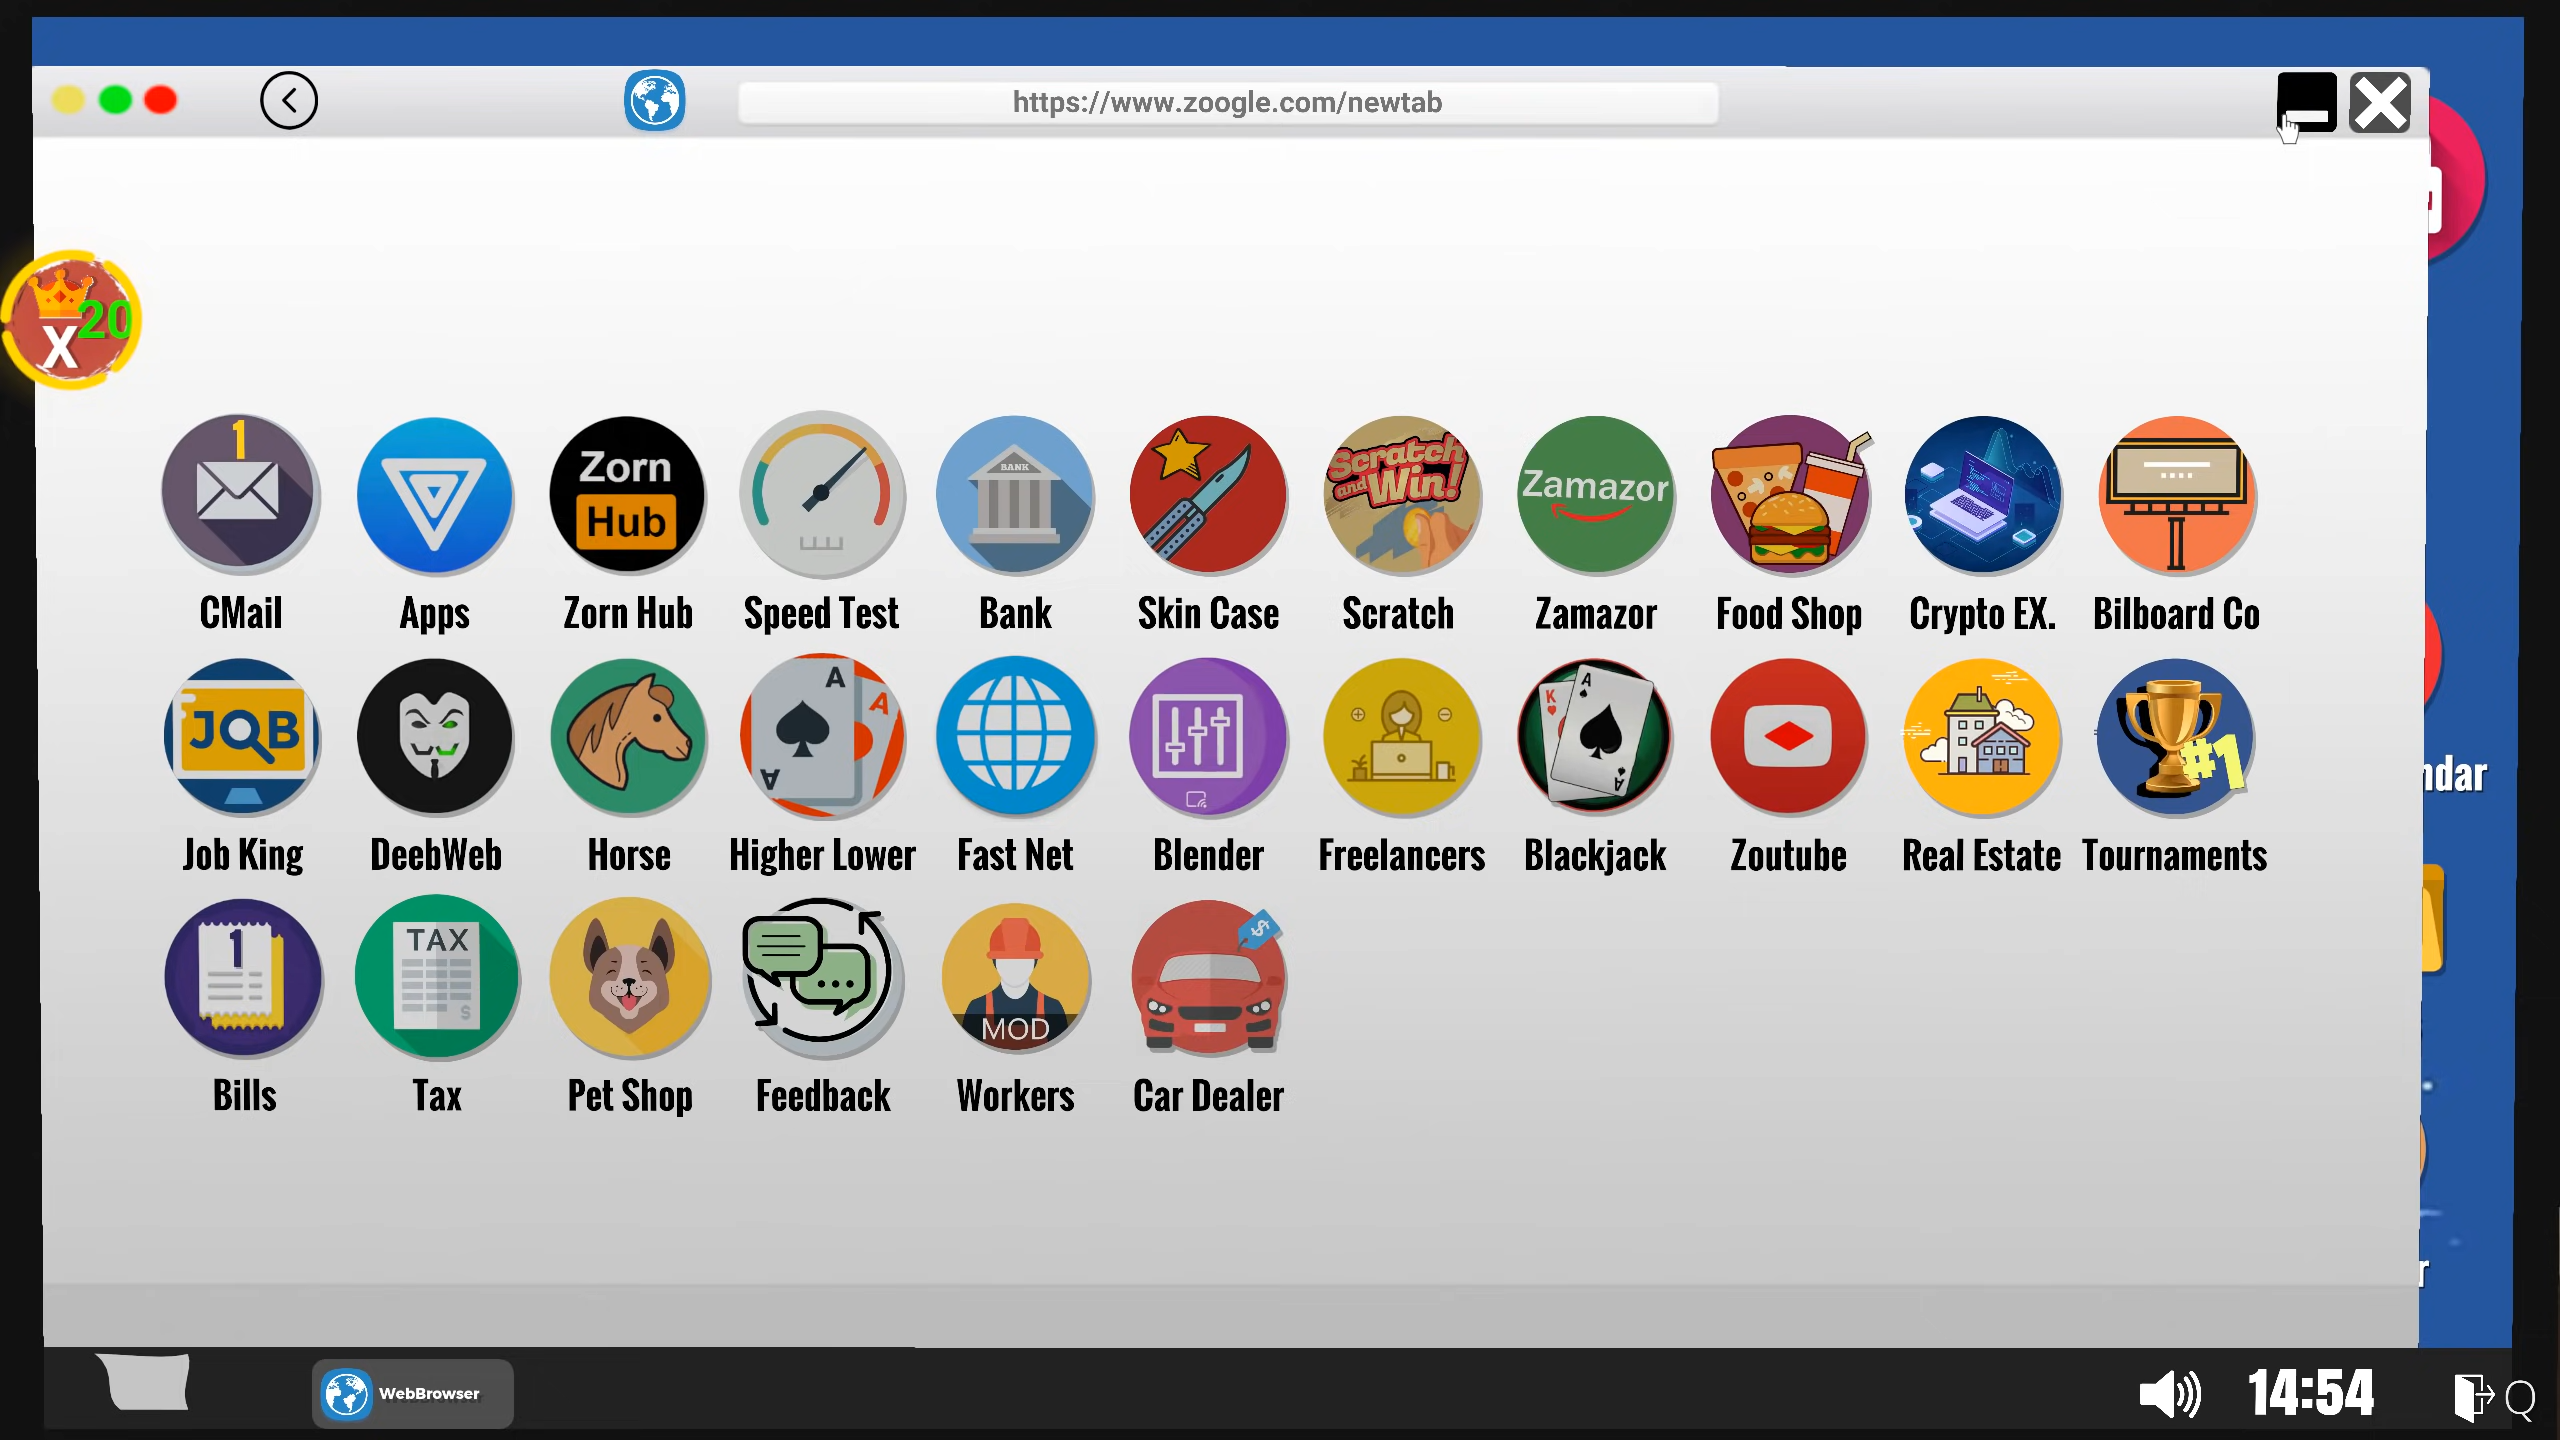 https://www.zoogle.com/newtab
X 20
1
Zorn
Hub
BANK
Scratch
and Win!
Zamazor
CMail Apps Zorn Hub Speed Test Bank Skin Case Scratch Zamazor Food Shop Crypto EX. Bilboard Co
JOB
A
A
A
K
A
A
#1
ndar
Job King DeebWeb Horse Higher Lower Fast Net Blender Freelancers Blackjack Zoutube Real Estate Tournaments
1
TAX
S
MOD
$
Bills Tax Pet Shop Feedback Workers Car Dealer
r
WebBrowser
14:54
Q